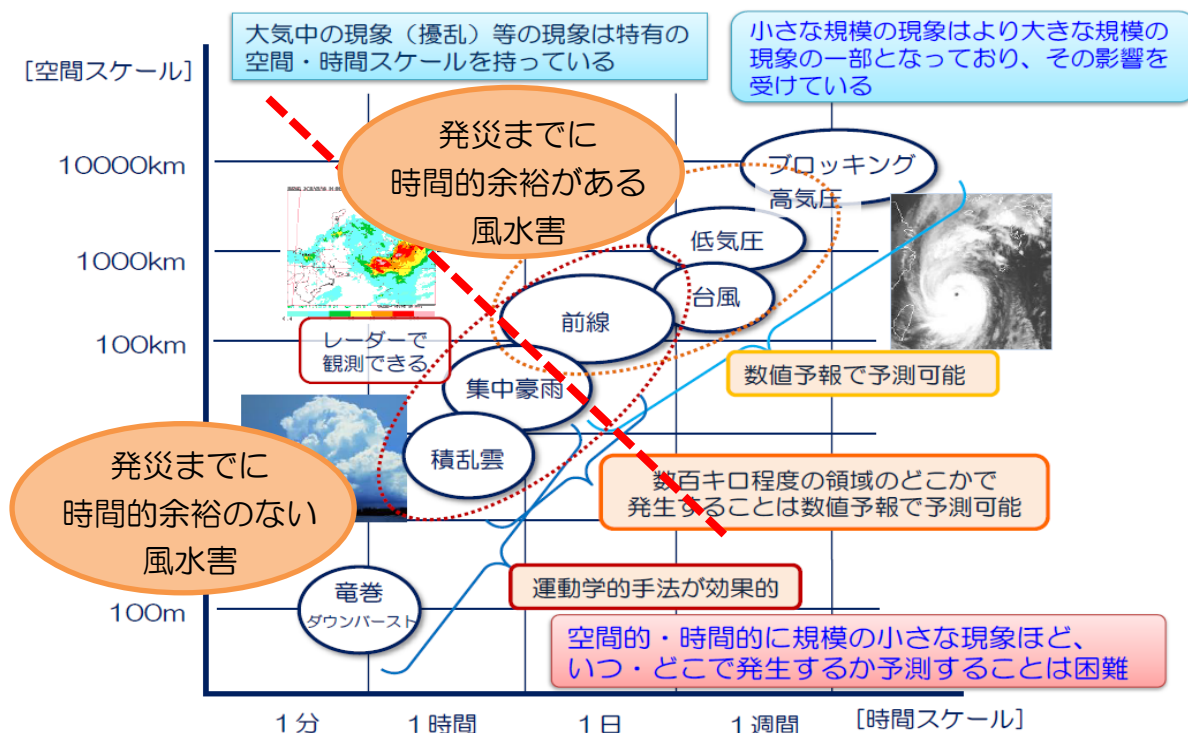 大気中の現象（擾乱）等の現象は特有の
空間・時間スケールを持っている
小さな規模の現象はより大きな規模の
現象の一部となっており、その影響を
受けている
[空間スケール]
発災までに
時間的余裕がある
風水害
10000km
ブロッキング
高気圧
低気圧
1000km
台風
前線
100km
レーダーで
観測できる
数値予報で予測可能
集中豪雨
積乱雲
発災までに
時間的余裕のない
風水害
数百キロ程度の領域のどこかで
発生することは数値予報で予測可能
竜巻
ダウンバースト
100m
運動学的手法が効果的
空間的・時間的に規模の小さな現象ほど、
いつ・どこで発生するか予測することは困難
1分
1時間
1日
1週間
[時間スケール]